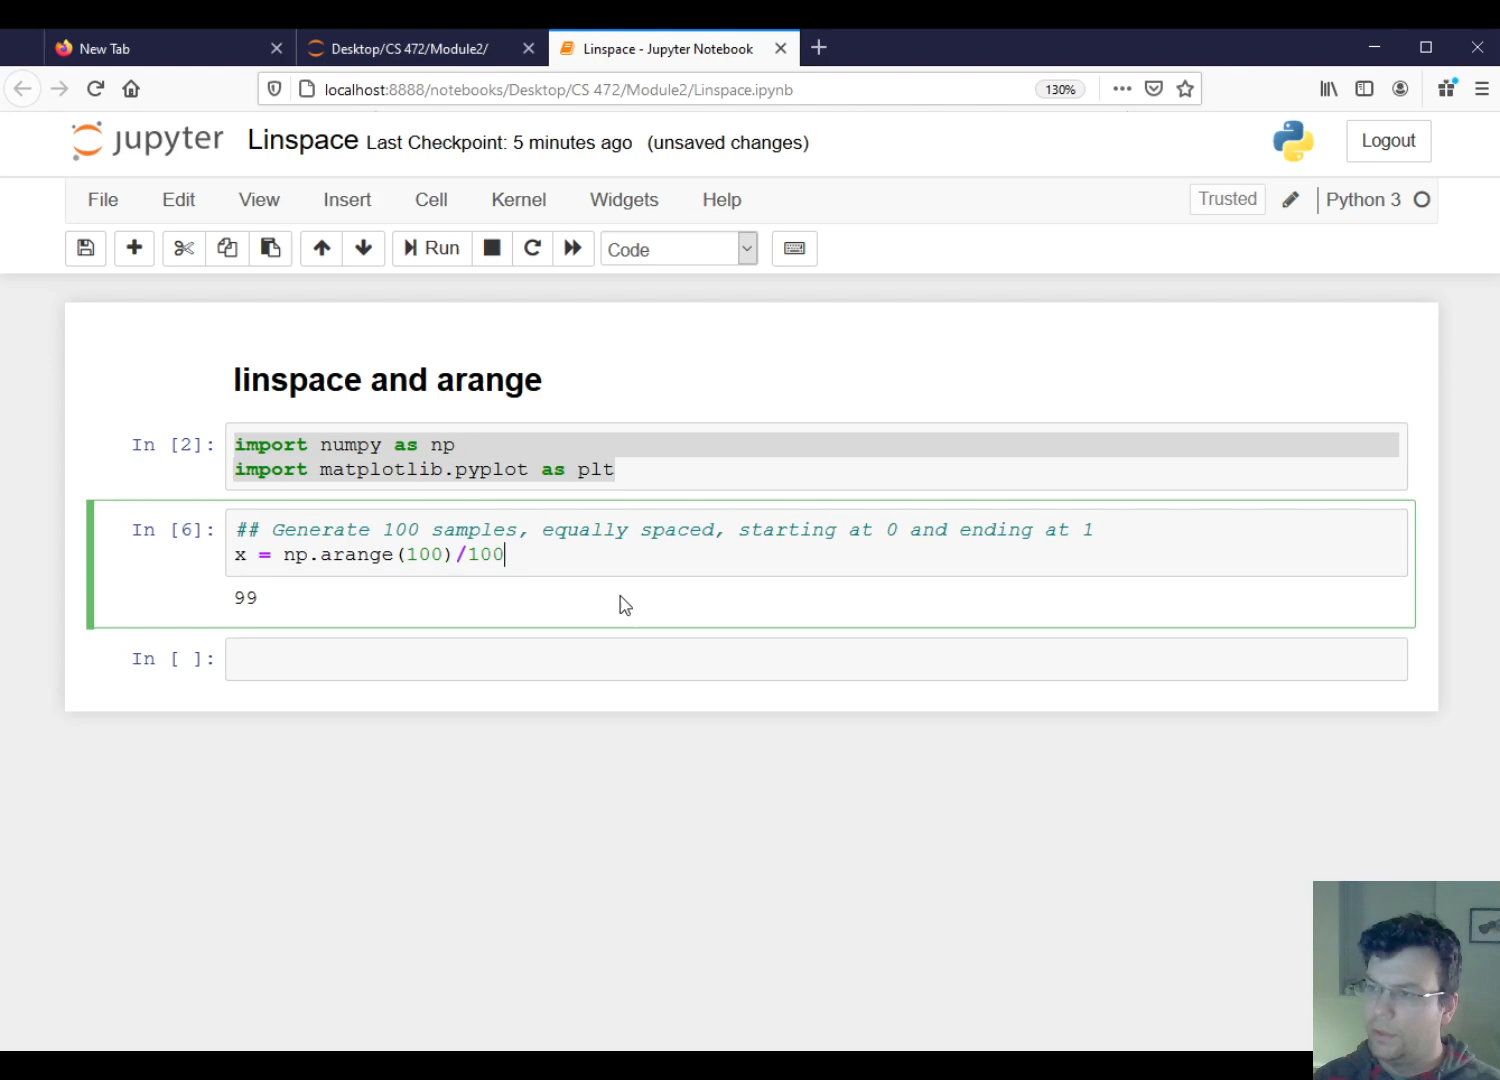 New Tab
Desktop/CS 472/Module2/
Linspace - Jupyter Notebook
localhost:8888/notebooks/Desktop/CS 472/Module2/Linspace.ipynb
130%
jupyter
Linspace Last Checkpoint: 5 minutes ago (unsaved changes)
Logout
File Edit View Insert Cell Kernel Widgets Help
Trusted
Python 3
Run
Code
linspace and arange
In [2]:
import numpy as np
import matplotlib.pyplot as plt
In [6]:
## Generate 100 samples, equally spaced, starting at 0 and ending at 1
x = np.arange(100)/100
99
In [ ]: